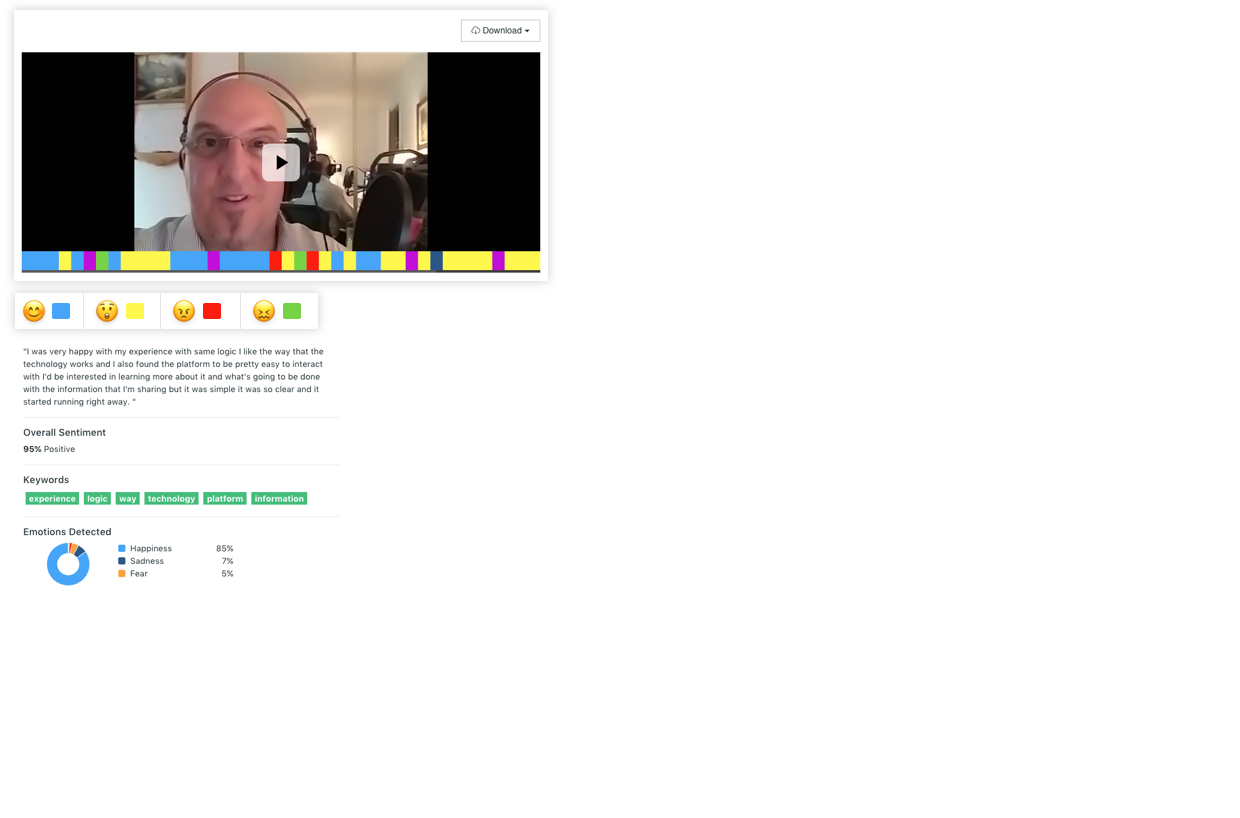 Download
"I was very happy with my experience with same logic I like the way that the
technology works and I also found the platform to be pretty easy to interact
with I'd be interested in learning more about it and what's going to be done
with the information that I'm sharing but it was simple it was so clear and it
started running right away. "
Overall Sentiment
95% Positive
Keywords
experience logic way technology platform information
Emotions Detected
Happiness 85%
Sadness 7%
Fear 5%